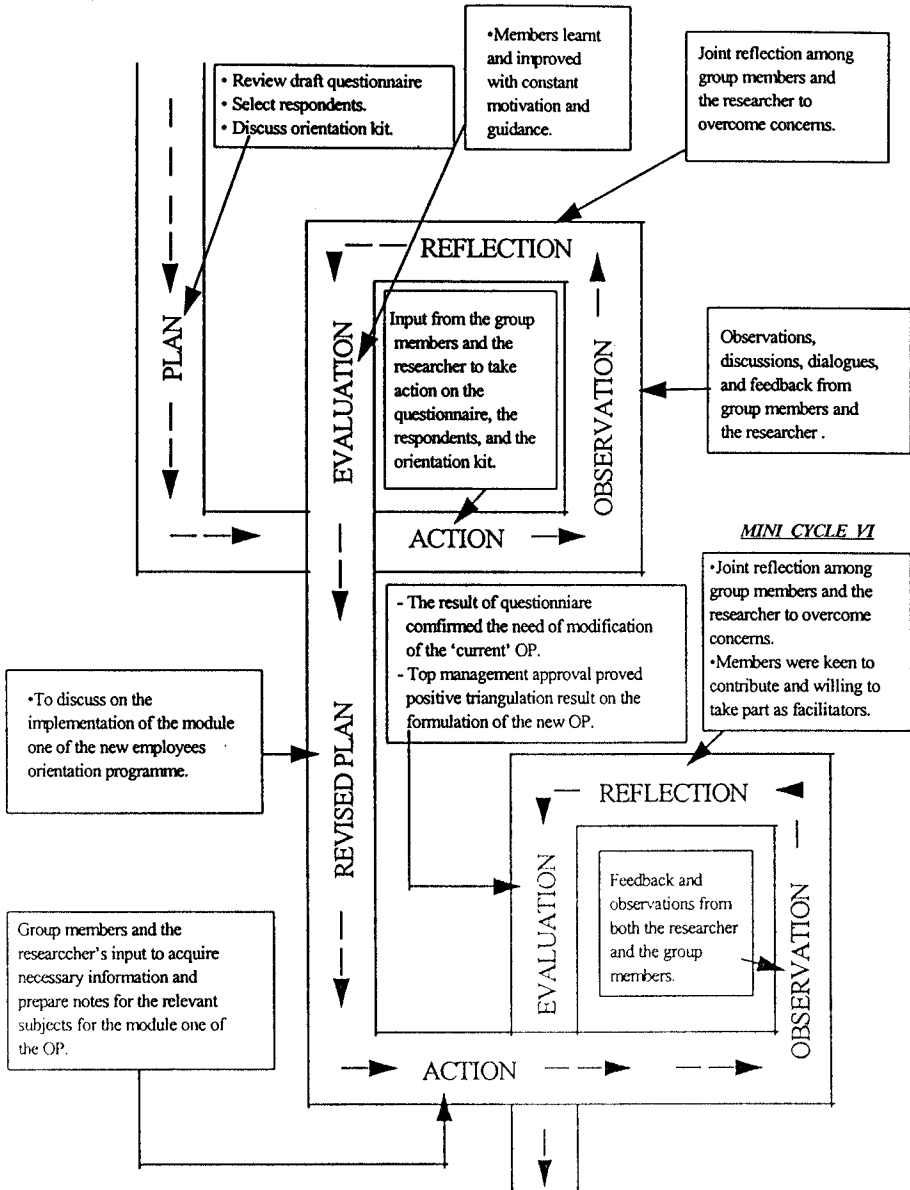 • Review draft questionnaire
• Select respondents.
• Discuss orientation kit.
•Members learnt
and improved
with constant
motivation and
guidance.
Joint reflection among
group members and
the researcher to
overcome concerns.
REFLECTION
PLAN
EVALUATION
Input from the group
members and the
researcher to take
action on the
questionnaire, the
respondents, and the
orientation kit.
OBSERVATION
Observations,
discussions, dialogues,
and feedback from
group members and
the researcher .
ACTION
MINI CYCLE VI
•Joint reflection among
group members and the
researcher to overcome
concerns.
•Members were keen to
contribute and willing to
take part as facilitators.
- The result of questionniare
comfirmed the need of modification
of the ‘current’ OP.
- Top management approval proved
positive triangulation result on the
formulation of the new OP.
•To discuss on the
implementation of the module
one of the new employees
orientation programme.
REVISED PLAN
REFLECTION
EVALUATION
Feedback and
observations from
both the researcher
and the group
members.
OBSERVATION
Group members and the
researccher's input to acquire
necessary information and
prepare notes for the relevant
subjects for the module one of
the OP.
ACTION